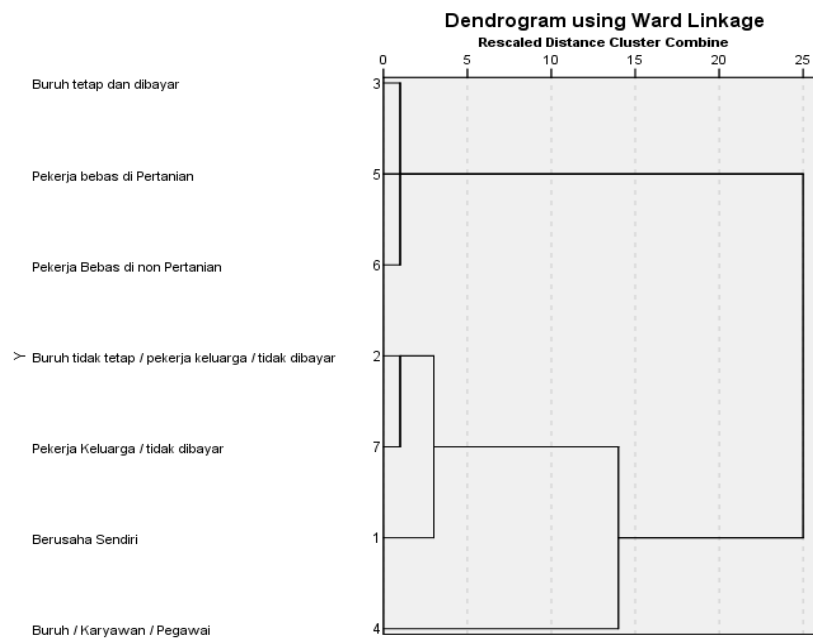 Dendrogram using Ward Linkage
Rescaled Distance Cluster Combine
0 5 10 15 20 25
Buruh tetap dan dibayar 3
Pekerja bebas di Pertanian 5
Pekerja Bebas di non Pertanian 6
Y
Buruh tidak tetap / pekerja keluarga / tidak dibayar 2
Pekerja Keluarga / tidak dibayar 7
Berusaha Sendiri 1
Buruh / Karyawan / Pegawai 4